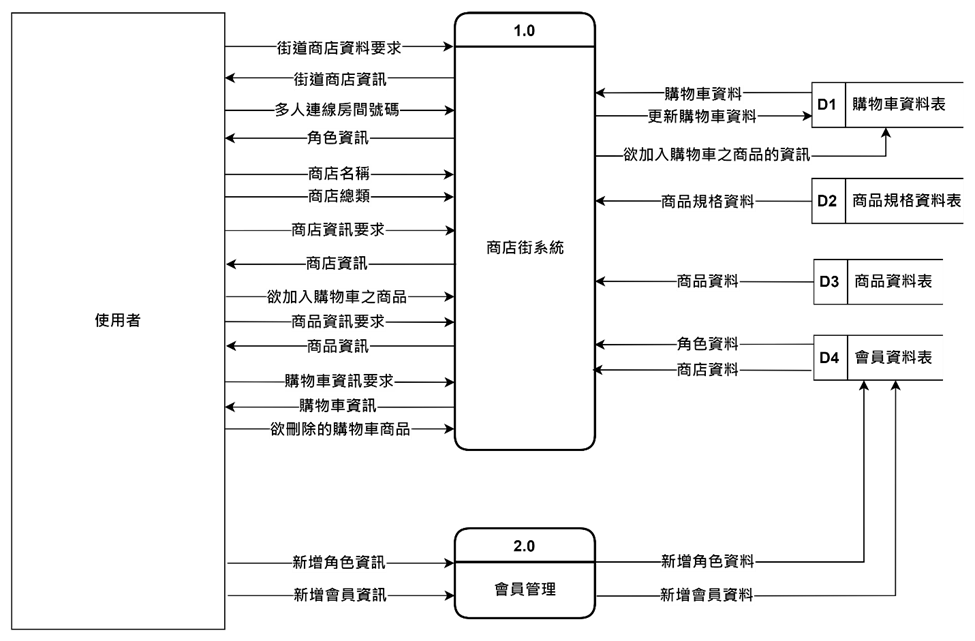 使用者
街道商店資料要求
街道商店資訊
多人連線房間號碼
角色資訊
商店名稱
商店總類
商店資訊要求
商店資訊
欲加入購物車之商品
商品資訊要求
商品資訊
購物車資訊要求
購物車資訊
欲刪除的購物車商品
新增角色資訊
新增會員資訊
1.0
商店街系統
2.0
會員管理
購物車資料
更新購物車資料
欲加入購物車之商品的資訊
商品規格資料
商品資料
角色資料
商店資料
新增角色資料
新增會員資料
D1 購物車資料表
D2 商品規格資料表
D3 商品資料表
D4 會員資料表